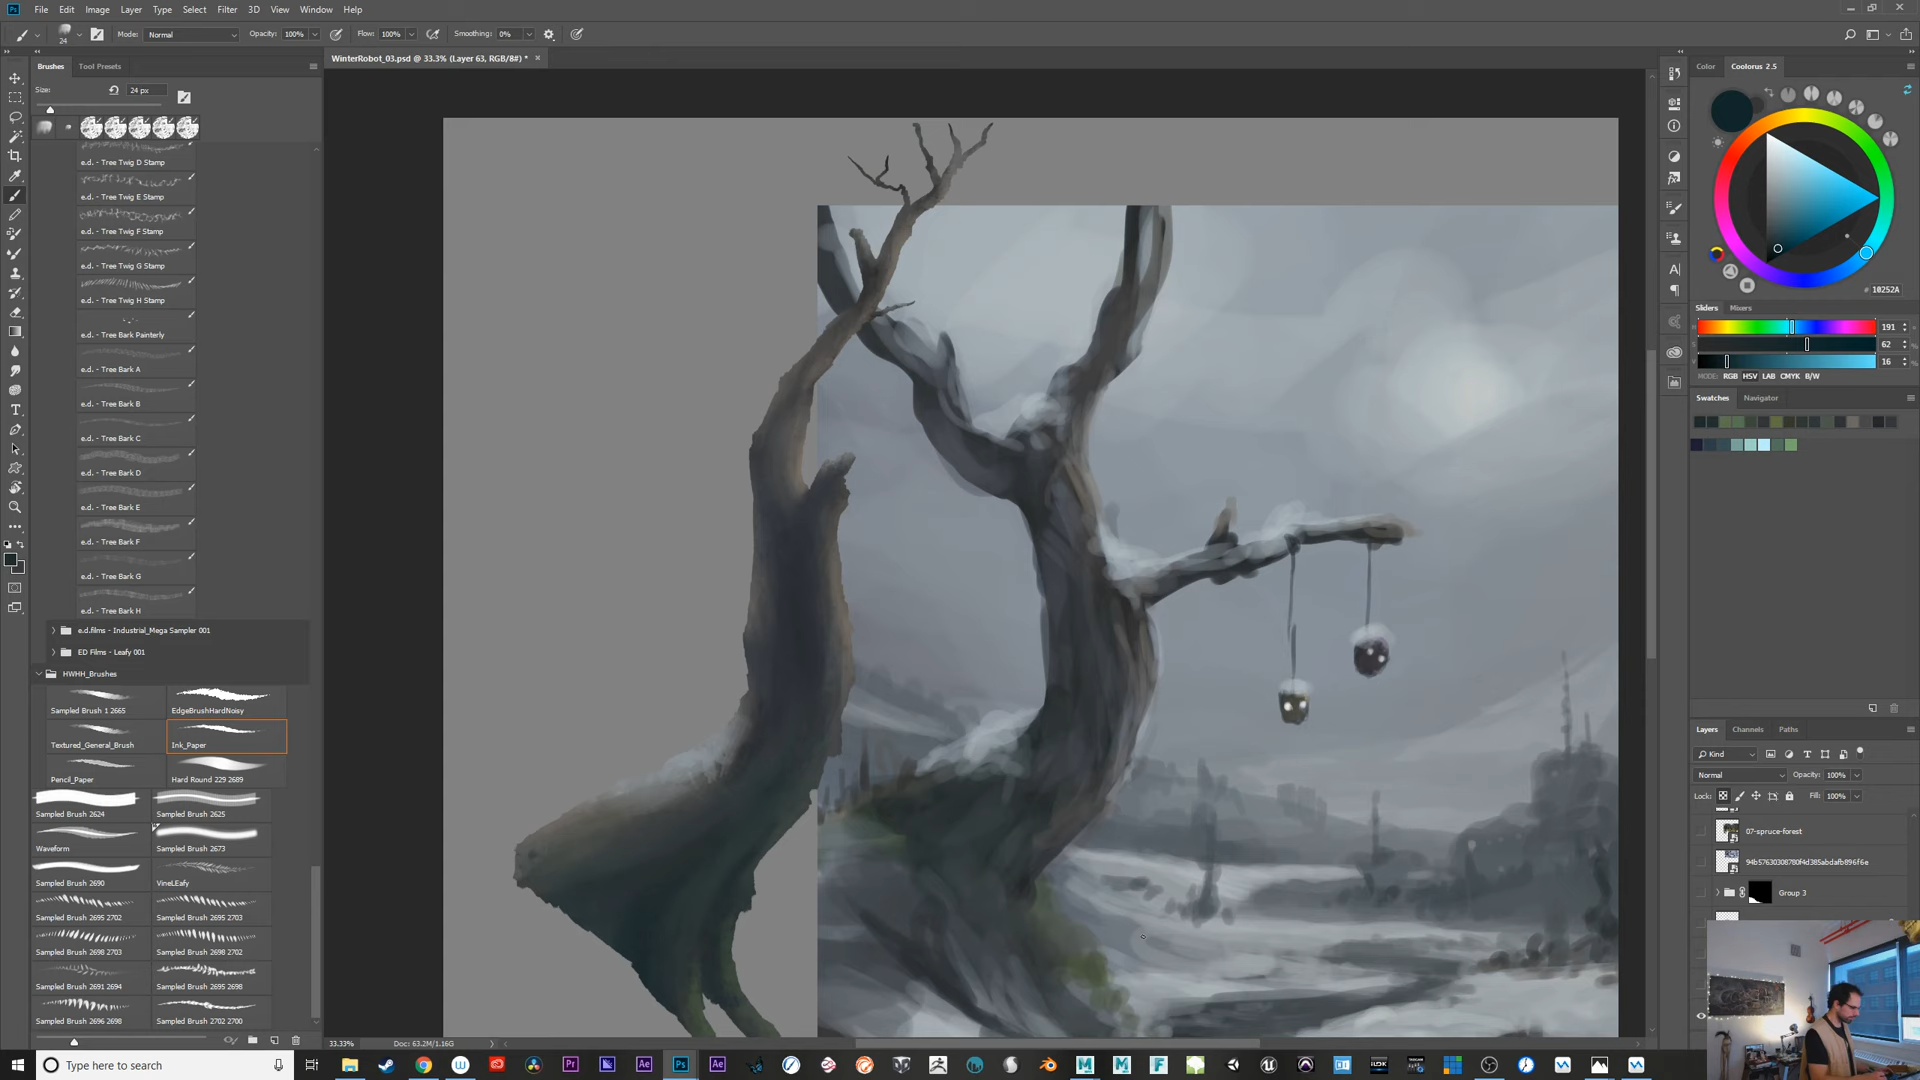 File Edit Image Layer Type Select Filter 3D View Window Help
24 Mode: Normal Opacity: 100% Flow: 100% Smoothing: 0%
WinterRobot_03.psd @ 33.3% (Layer 63, RGB/8#) *
Brushes Tool Presets
Size: 24 px
e.d. - Tree Twig D Stamp
e.d. - Tree Twig E Stamp
e.d. - Tree Twig F Stamp
e.d. - Tree Twig G Stamp
e.d. - Tree Twig H Stamp
e.d. - Tree Bark Painterly
e.d. - Tree Bark A
e.d. - Tree Bark B
e.d. - Tree Bark C
e.d. - Tree Bark D
e.d. - Tree Bark E
e.d. - Tree Bark F
e.d. - Tree Bark G
e.d. - Tree Bark H
e.d.films - Industrial_Mega Sampler 001
ED Films - Leafy 001
HWHH_Brushes
Sampled Brush 1 2665 EdgeBrushHardNoisy
Textured_General_Brush Ink_Paper
Pencil_Paper Hard Round 229 2689
Sampled Brush 2624 Sampled Brush 2625
Waveform Sampled Brush 2673
Sampled Brush 2690 VineLEafy
Sampled Brush 2695 2702 Sampled Brush 2695 2703
Sampled Brush 2698 2703 Sampled Brush 2698 2702
Sampled Brush 2691 2694 Sampled Brush 2695 2698
Sampled Brush 2696 2698 Sampled Brush 2702 2700
33.33% Doc: 63.2M/1.16G
Color Coolorus 2.5
# 10252A
Sliders Mixers
H 191
S 62 %
V 16 %
MODE: RGB HSV LAB CMYK B/W
Swatches Navigator
Layers Channels Paths
Kind
Normal Opacity: 100%
Lock: Fill: 100%
07-spruce-forest
94b57630308780f4d385abdafb896f6e
Group 3
Type here to search